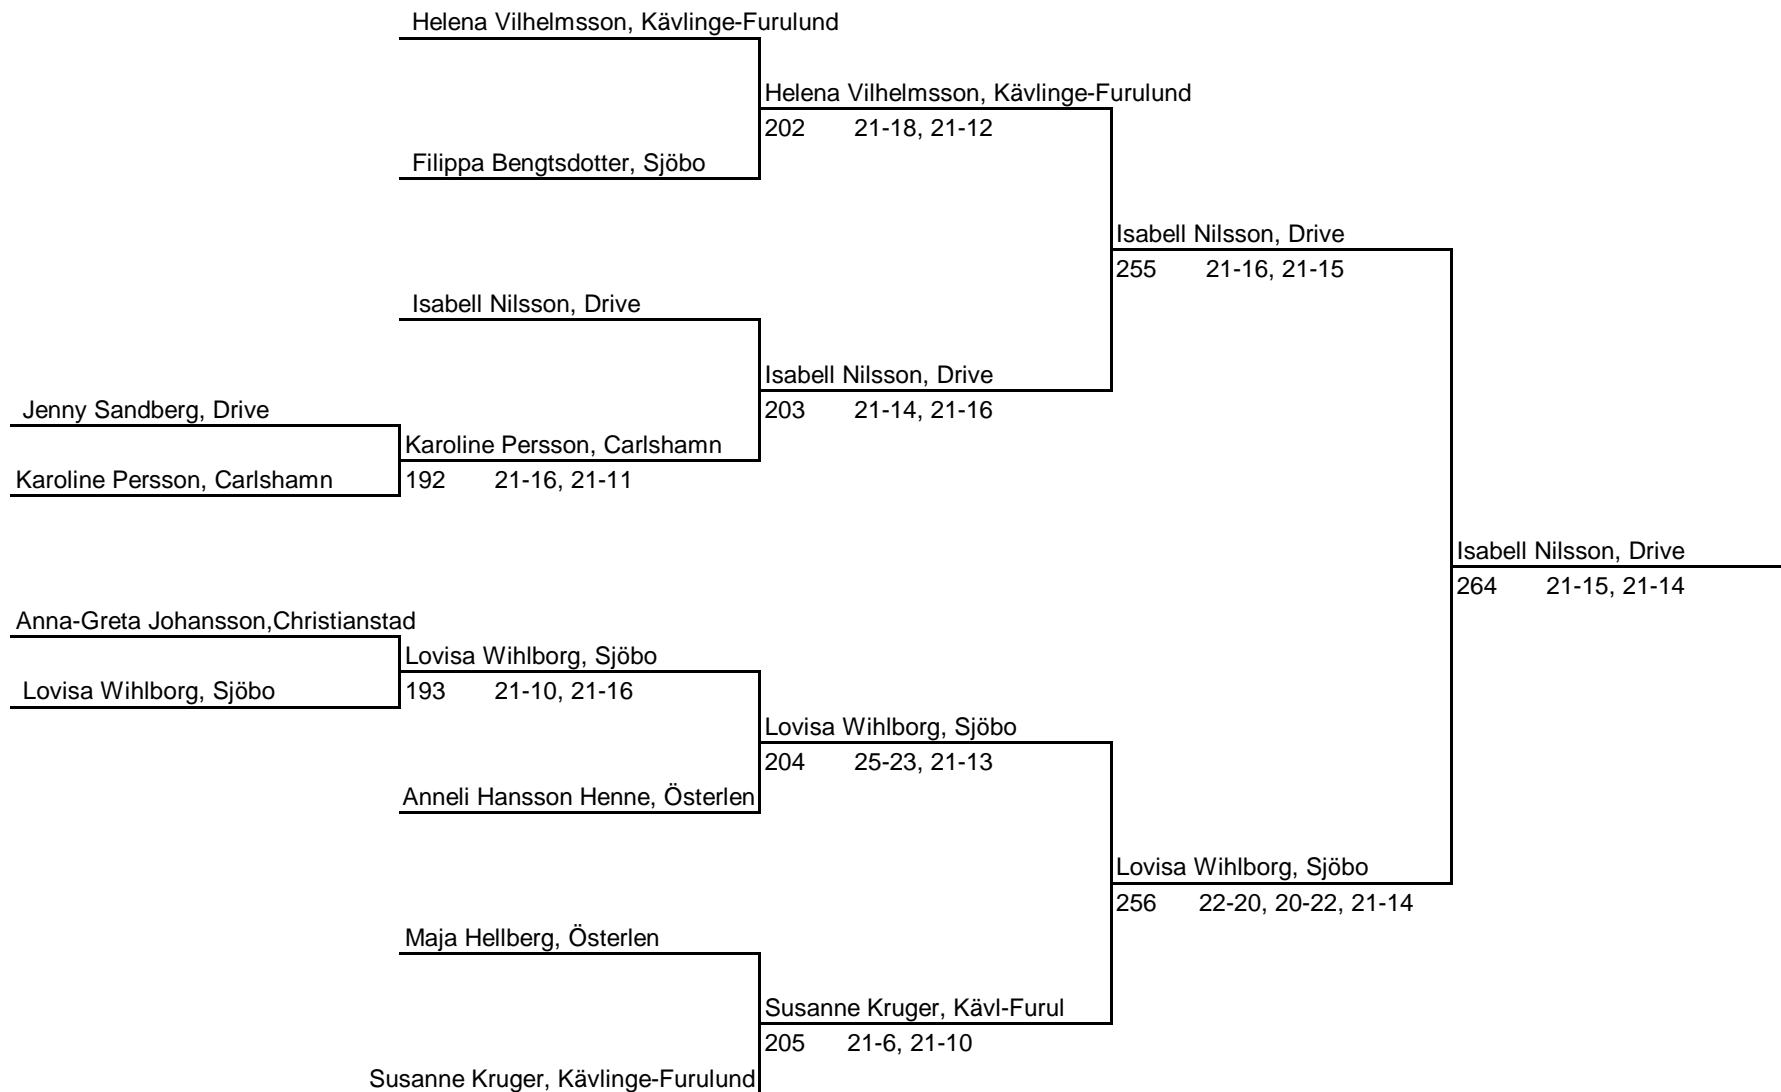 Helena Vilhelmsson, Kävlinge-Furulund
Helena Vilhelmsson, Kävlinge-Furulund
202 21-18, 21-12
Filippa Bengtsdotter, Sjöbo
Isabell Nilsson, Drive
255 21-16, 21-15
Isabell Nilsson, Drive
Isabell Nilsson, Drive
203 21-14, 21-16
Jenny Sandberg, Drive
Karoline Persson, Carlshamn
192 21-16, 21-11
Karoline Persson, Carlshamn
Isabell Nilsson, Drive
264 21-15, 21-14
Anna-Greta Johansson,Christianstad
Lovisa Wihlborg, Sjöbo
193 21-10, 21-16
Lovisa Wihlborg, Sjöbo
Lovisa Wihlborg, Sjöbo
204 25-23, 21-13
Anneli Hansson Henne, Österlen
Lovisa Wihlborg, Sjöbo
256 22-20, 20-22, 21-14
Maja Hellberg, Österlen
Susanne Kruger, Kävl-Furul
205 21-6, 21-10
Susanne Kruger, Kävlinge-Furulund